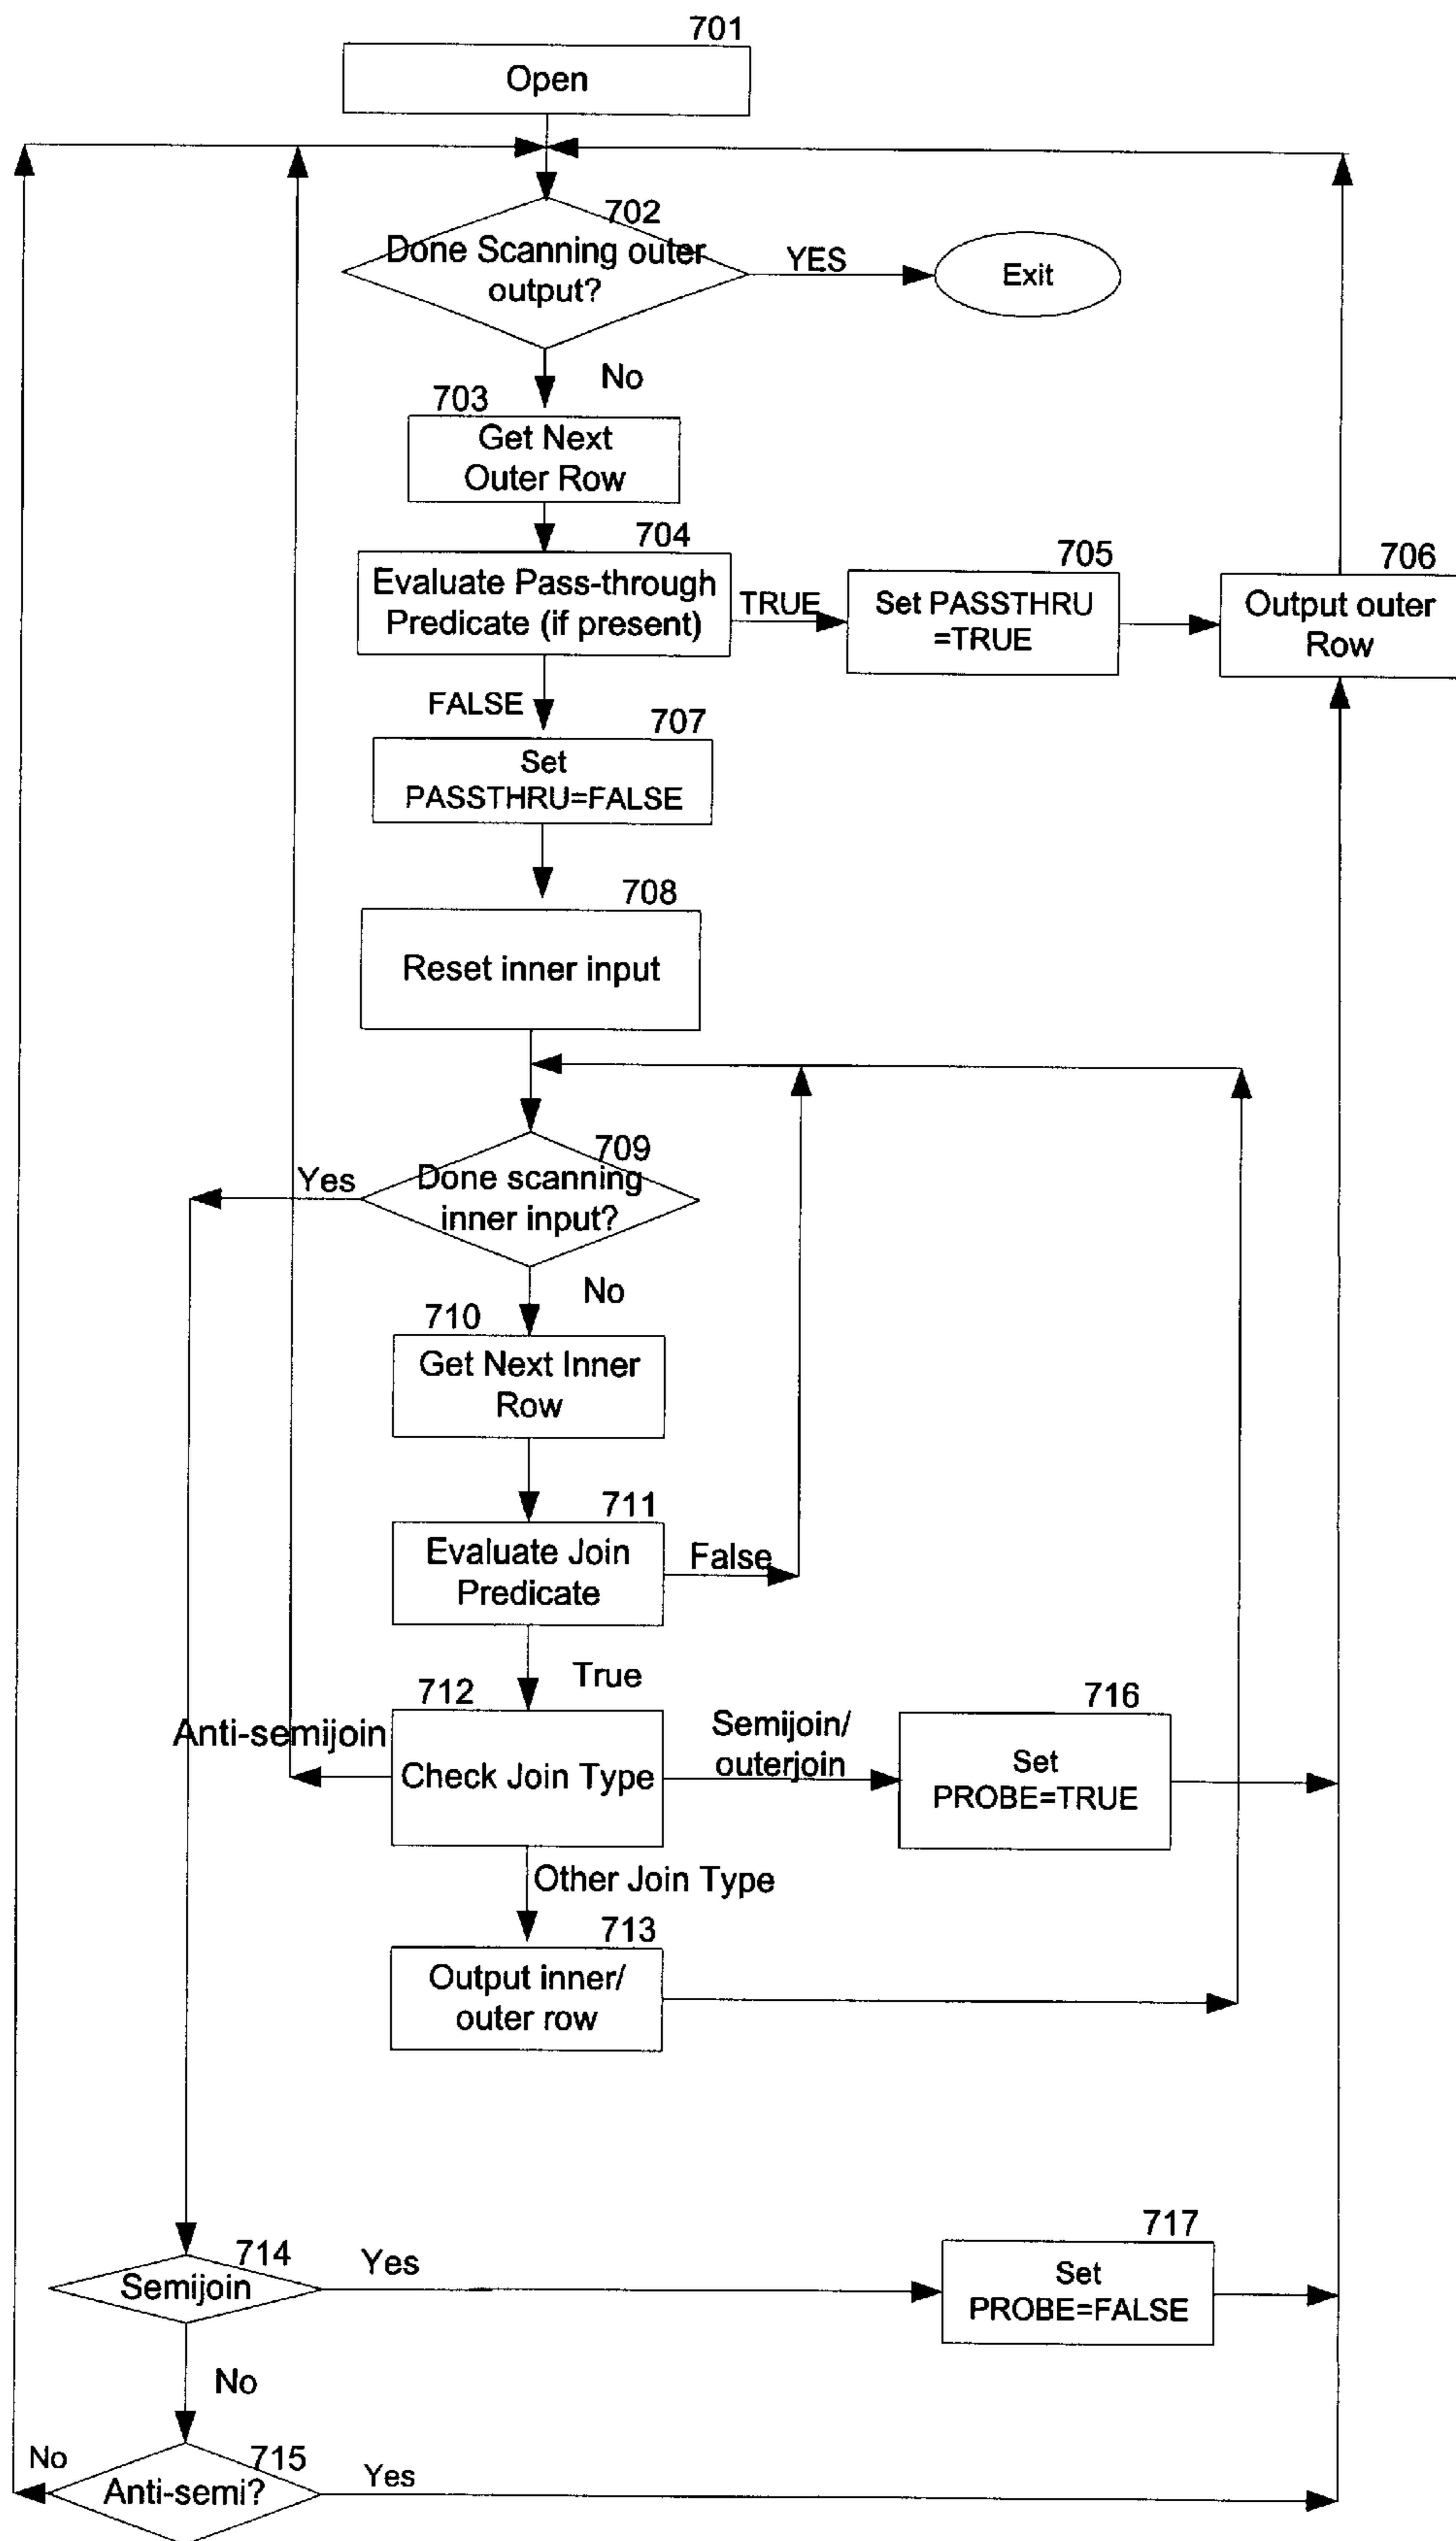 701
Open
702
Done Scanning outer
output?
YES
Exit
No
703
Get Next
Outer Row
704
Evaluate Pass-through
Predicate (if present)
TRUE
705
Set PASSTHRU
=TRUE
706
Output outer
Row
FALSE
707
Set
PASSTHRU=FALSE
708
Reset inner input
709
Done scanning
inner input?
Yes
No
710
Get Next Inner
Row
711
Evaluate Join
Predicate
False
True
712
Check Join Type
Anti-semijoin
Semijoin/
outerjoin
716
Set
PROBE=TRUE
Other Join Type
713
Output inner/
outer row
714
Semijoin
Yes
717
Set
PROBE=FALSE
No
715
Anti-semi?
No
Yes